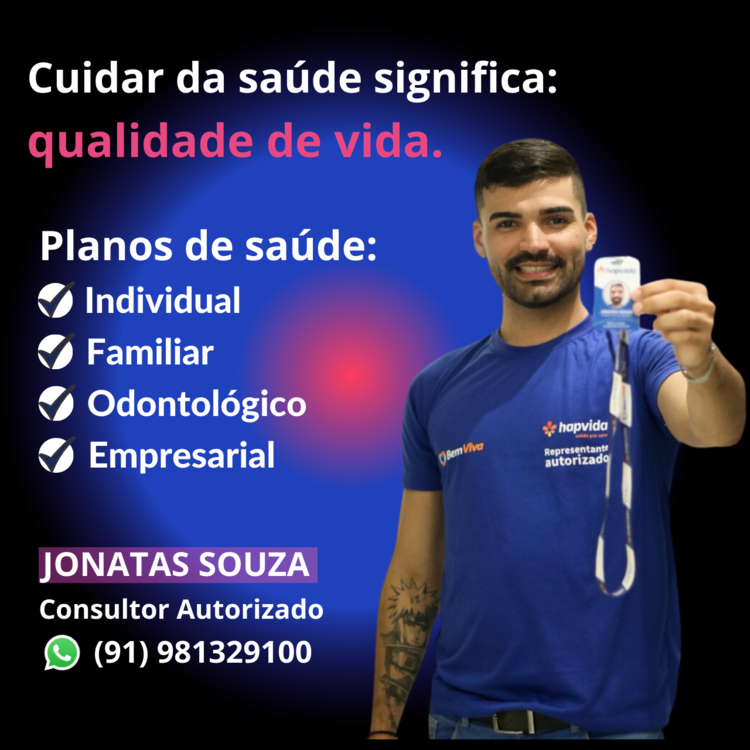 Cuidar da saúde significa:
qualidade de vida.
Planos de saúde:
Individual
Familiar
Odontológico
Empresarial
JONATAS SOUZA
Consultor Autorizado
(91) 981329100
hapvida
BemViva
hapvida
Representante
autorizado